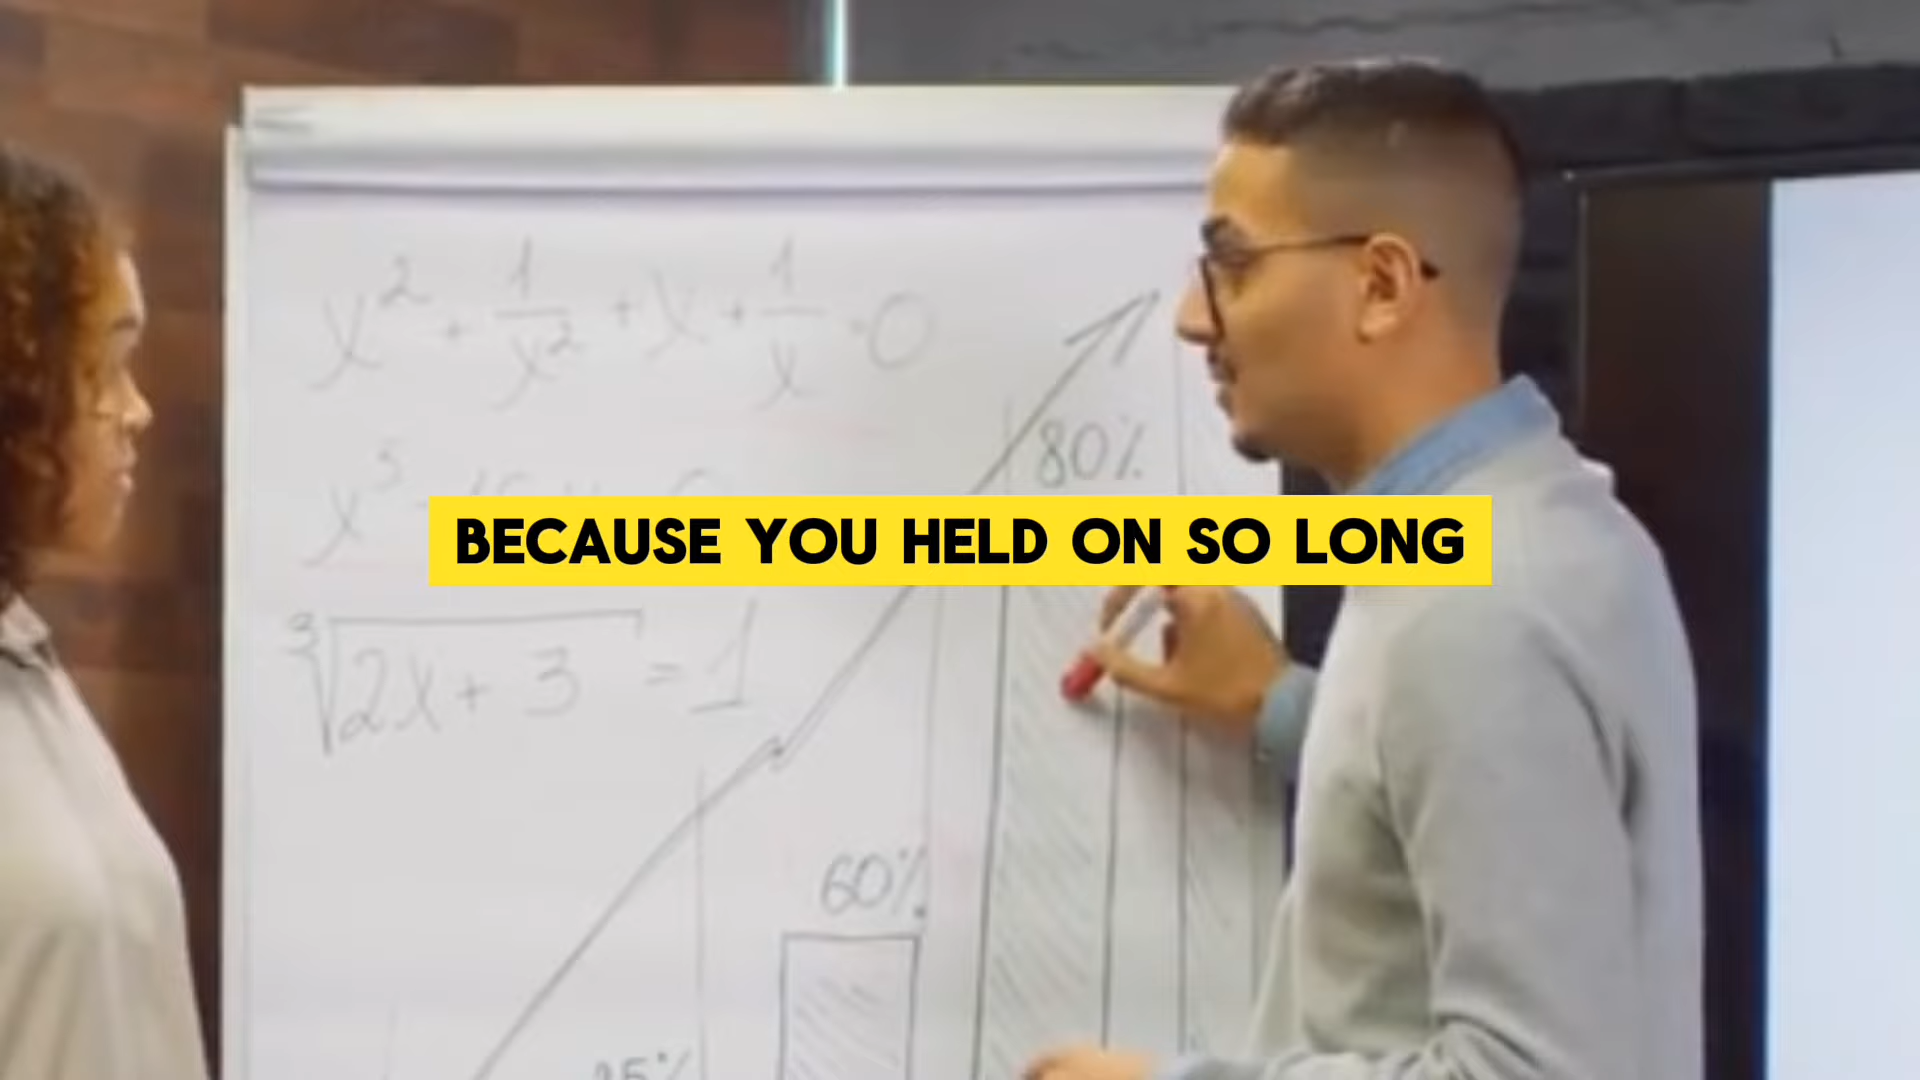 x² + 1/x² + x + 1/x = 0
80%
BECAUSE YOU HELD ON SO LONG
∛2x + 3 = 1
60%